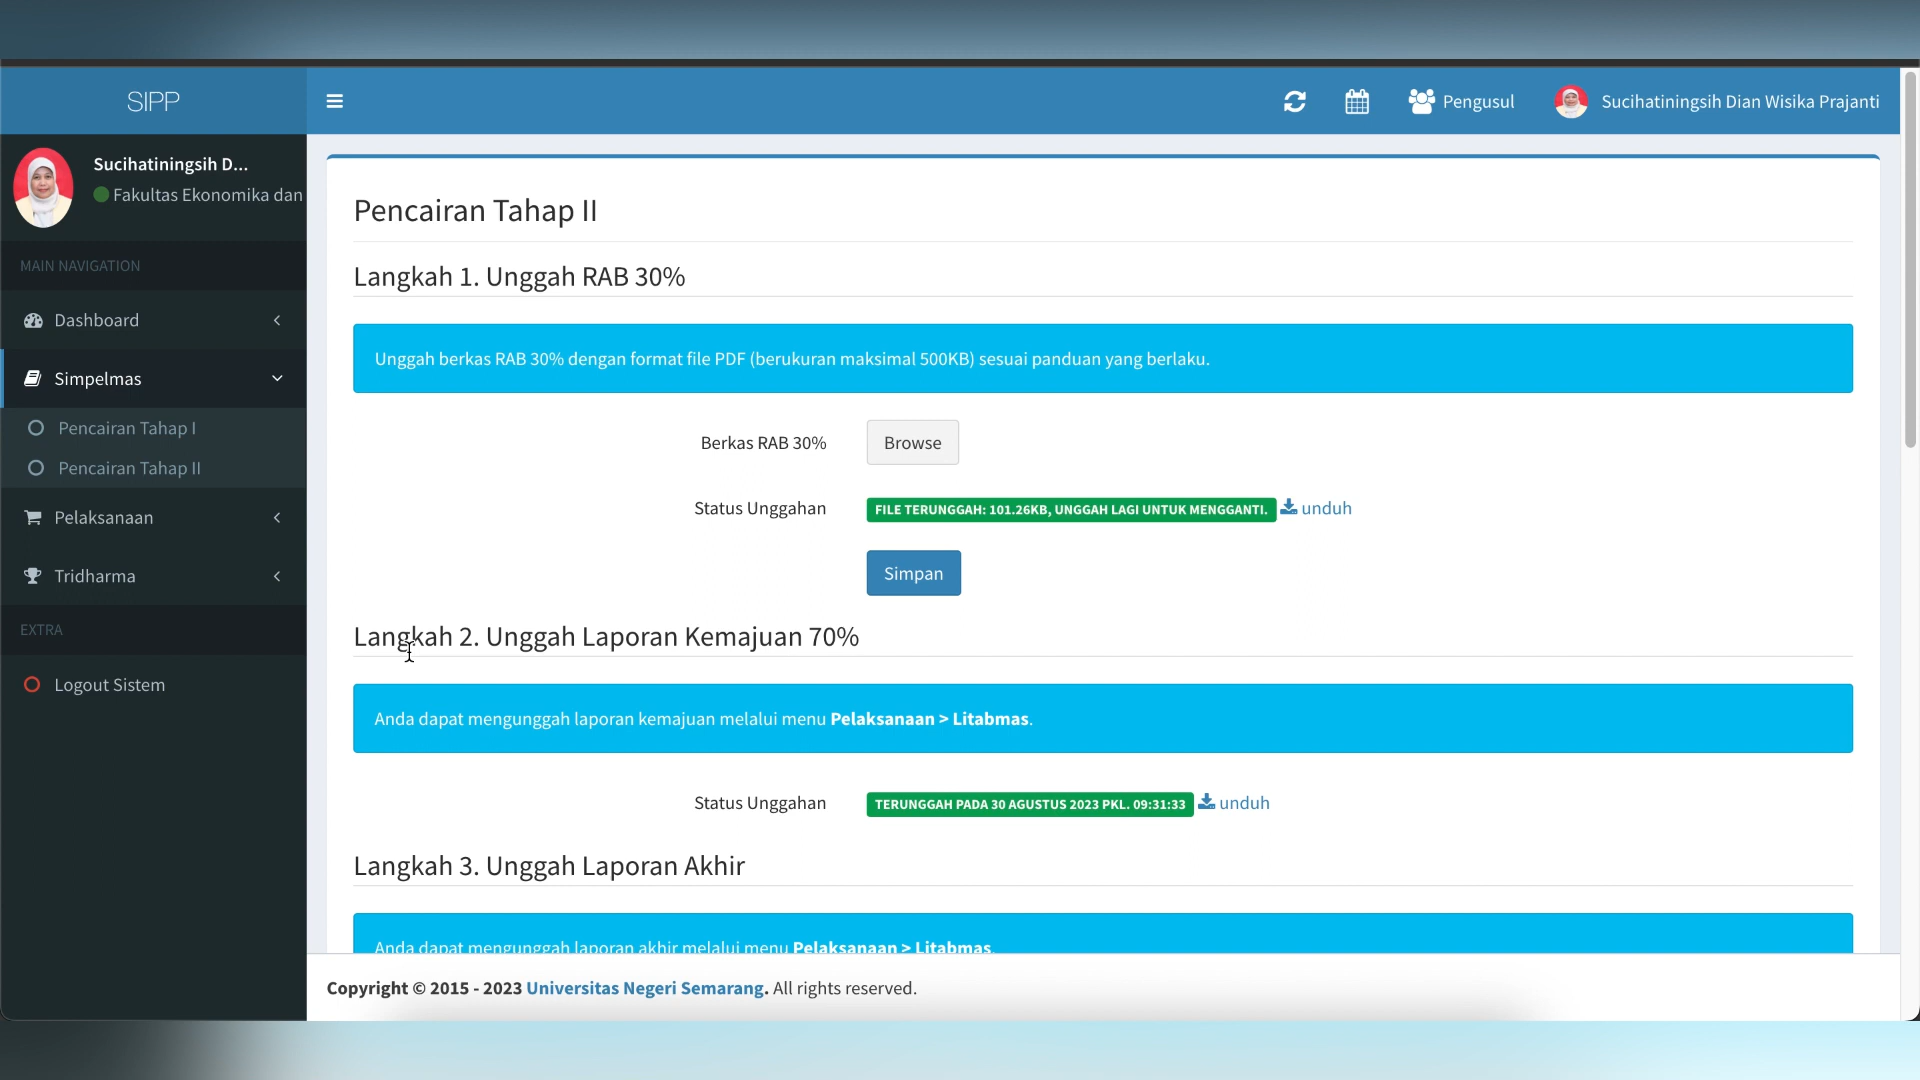 SIPP
Pengusul
Sucihatiningsih Dian Wisika Prajanti
Sucihatiningsih D...
Fakultas Ekonomika dan
MAIN NAVIGATION
Dashboard
Simpelmas
Pencairan Tahap I
Pencairan Tahap II
Pelaksanaan
Tridharma
EXTRA
Logout Sistem
Pencairan Tahap II
Langkah 1. Unggah RAB 30%
Unggah berkas RAB 30% dengan format file PDF (berukuran maksimal 500KB) sesuai panduan yang berlaku.
Berkas RAB 30% Browse
Status Unggahan FILE TERUNGGAH: 101.26KB, UNGGAH LAGI UNTUK MENGGANTI. unduh
Simpan
Langkah 2. Unggah Laporan Kemajuan 70%
Anda dapat mengunggah laporan kemajuan melalui menu Pelaksanaan > Litabmas.
Status Unggahan TERUNGGAH PADA 30 AGUSTUS 2023 PKL. 09:31:33 unduh
Langkah 3. Unggah Laporan Akhir
Anda dapat mengunggah laporan akhir melalui menu Pelaksanaan > Litabmas.
Copyright © 2015 - 2023 Universitas Negeri Semarang. All rights reserved.